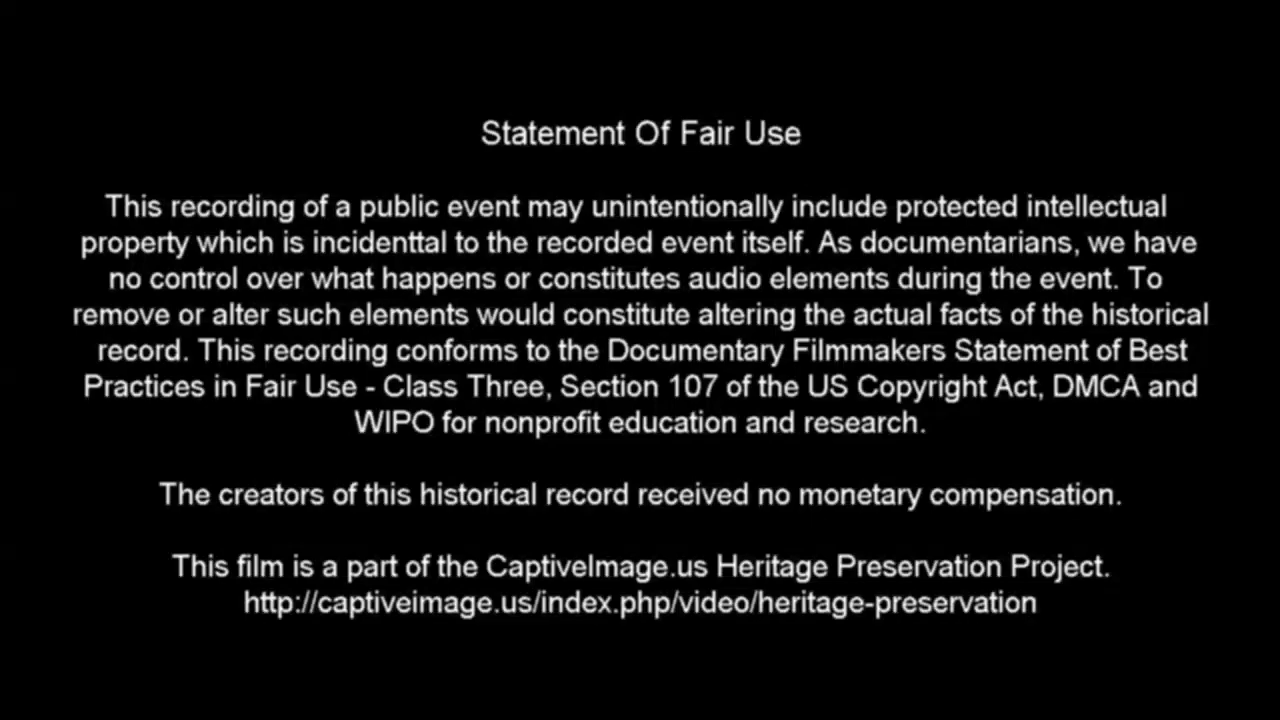 Statement Of Fair Use
This recording of a public event may unintentionally include protected intellectual
property which is incidenttal to the recorded event itself. As documentarians, we have
no control over what happens or constitutes audio elements during the event. To
remove or alter such elements would constitute altering the actual facts of the historical
record. This recording conforms to the Documentary Filmmakers Statement of Best
Practices in Fair Use - Class Three, Section 107 of the US Copyright Act, DMCA and
WIPO for nonprofit education and research.
The creators of this historical record received no monetary compensation.
This film is a part of the CaptiveImage.us Heritage Preservation Project.
http://captiveimage.us/index.php/video/heritage-preservation